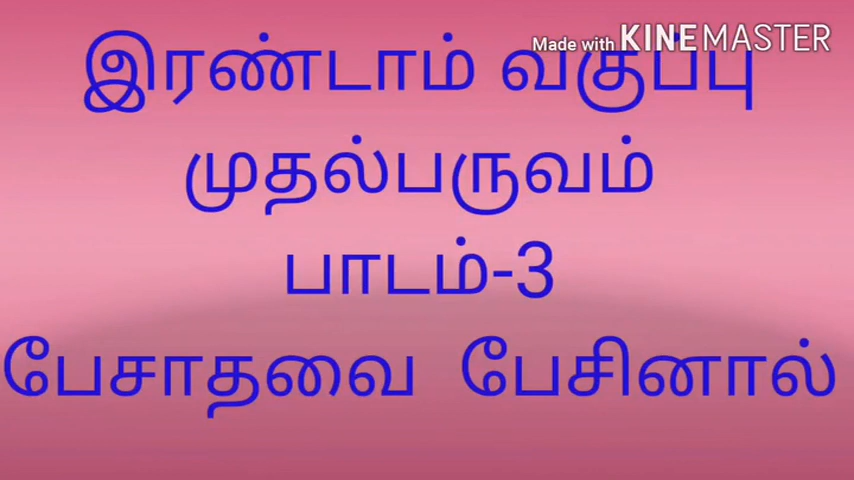 Made with KINEMASTER
இரண்டாம் வகுப்பு
முதல்பருவம்
பாடம்-3
பேசாதவை பேசினால்